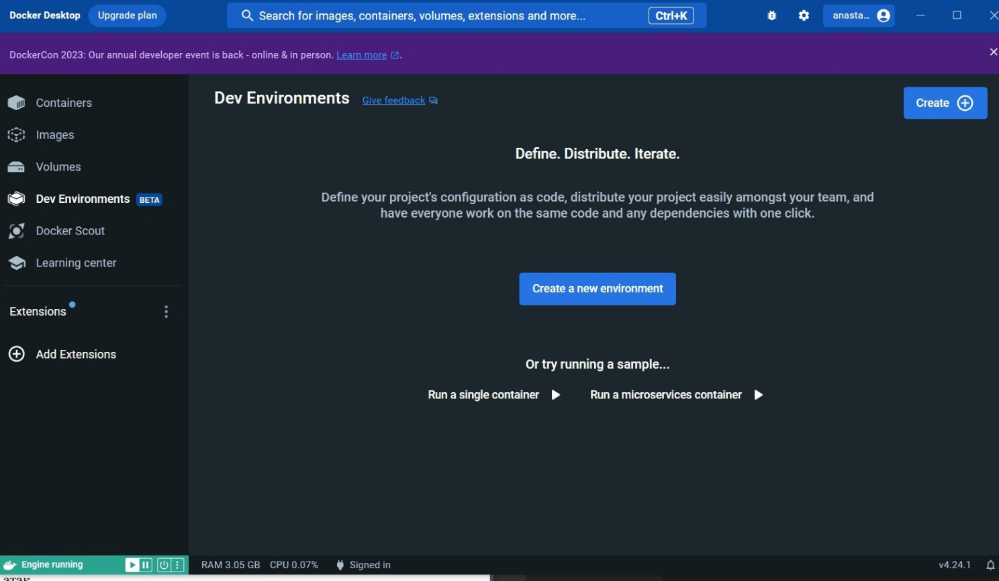 Docker Desktop
Upgrade plan
Search for images, containers, volumes, extensions and more...
Ctrl+K
anasta...
DockerCon 2023: Our annual developer event is back - online & in person. Learn more.
Containers
Images
Volumes
Dev Environments BETA
Docker Scout
Learning center
Extensions
Add Extensions
Dev Environments
Give feedback
Create
Define. Distribute. Iterate.
Define your project's configuration as code, distribute your project easily amongst your team, and
have everyone work on the same code and any dependencies with one click.
Create a new environment
Or try running a sample...
Run a single container
Run a microservices container
Engine running
RAM 3.05 GB CPU 0.07%
Signed in
v4.24.1
атак